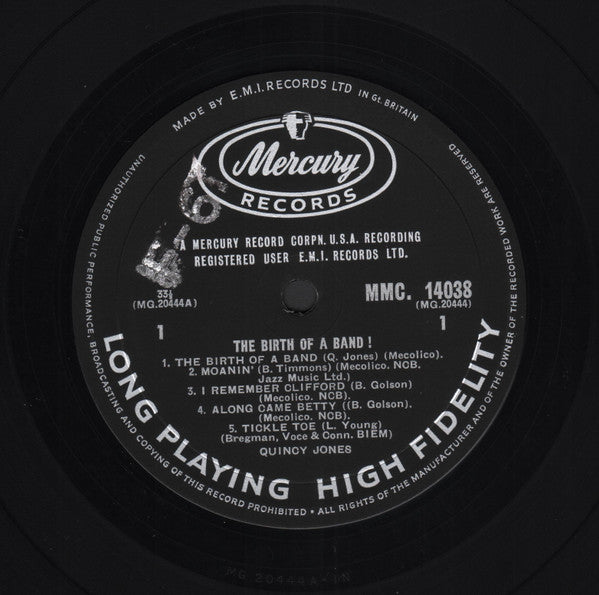 MADE BY E.M.I. RECORDS LTD IN Gt. BRITAIN
Mercury
RECORDS
A MERCURY RECORD CORPN. U.S.A. RECORDING
REGISTERED USER E.M.I. RECORDS LTD.
33⅓
(MG.20444A)
MMC. 14038
(MG.20444)
1
1
THE BIRTH OF A BAND !
1. THE BIRTH OF A BAND (Q. Jones) (Mecolico).
2. MOANIN' (B. Timmons) (Mecolico. NCB.
Jazz Music Ltd.)
3. I REMEMBER CLIFFORD (B. Golson)
(Mecolico. NCB).
4. ALONG CAME BETTY ((B. Golson).
(Mecolico. NCB).
5. TICKLE TOE (L. Young)
(Bregman, Voce & Conn. BIEM)
QUINCY JONES
LONG PLAYING HIGH FIDELITY
UNAUTHORIZED PUBLIC PERFORMANCE, BROADCASTING AND COPYING OF THIS RECORD PROHIBITED • ALL RIGHTS OF THE MANUFACTURER AND OF THE OWNER OF THE RECORDED WORK ARE RESERVED
MG 20444A-1N